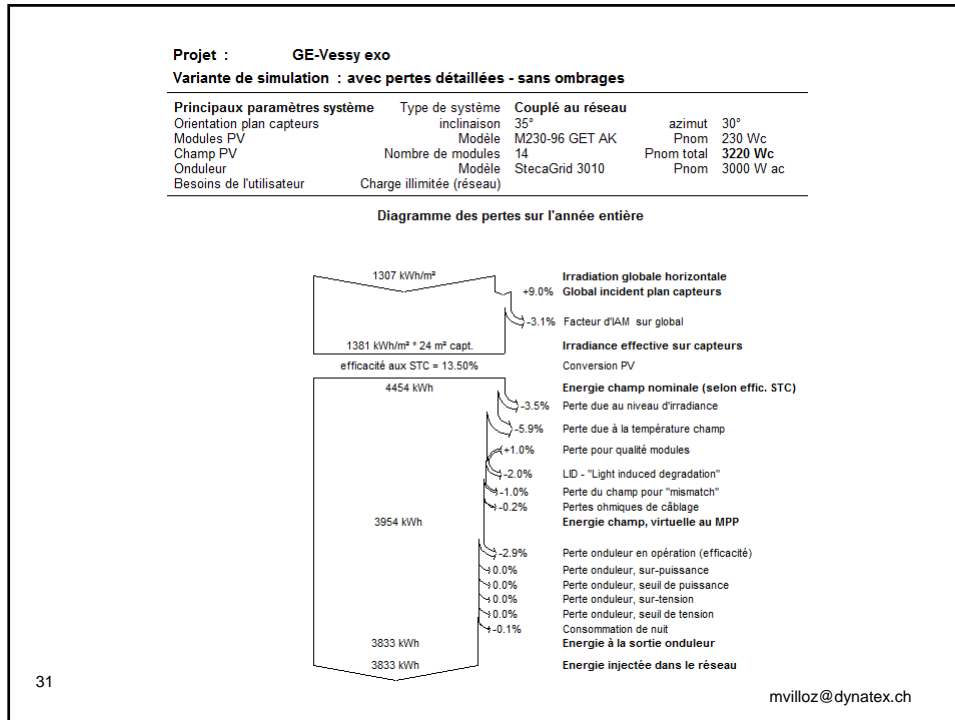 Projet : GE-Vessy exo
Variante de simulation : avec pertes détaillées - sans ombrages
Principaux paramètres système Type de système Couplé au réseau
Orientation plan capteurs inclinaison 35° azimut 30°
Modules PV Modèle M230-96 GET AK Pnom 230 Wc
Champ PV Nombre de modules 14 Pnom total 3220 Wc
Onduleur Modèle StecaGrid 3010 Pnom 3000 W ac
Besoins de l'utilisateur Charge illimitée (réseau)
Diagramme des pertes sur l'année entière
1307 kWh/m² Irradiation globale horizontale
+9.0% Global incident plan capteurs
-3.1% Facteur d'IAM sur global
1381 kWh/m² * 24 m² capt. Irradiance effective sur capteurs
efficacité aux STC = 13.50% Conversion PV
4454 kWh Energie champ nominale (selon effic. STC)
-3.5% Perte due au niveau d'irradiance
-5.9% Perte due à la température champ
+1.0% Perte pour qualité modules
-2.0% LID - "Light induced degradation"
-1.0% Perte du champ pour "mismatch"
-0.2% Pertes ohmiques de câblage
3954 kWh Energie champ, virtuelle au MPP
-2.9% Perte onduleur en opération (efficacité)
0.0% Perte onduleur, sur-puissance
0.0% Perte onduleur, seuil de puissance
0.0% Perte onduleur, sur-tension
0.0% Perte onduleur, seuil de tension
-0.1% Consommation de nuit
3833 kWh Energie à la sortie onduleur
3833 kWh Energie injectée dans le réseau
31
mvilloz@dynatex.ch